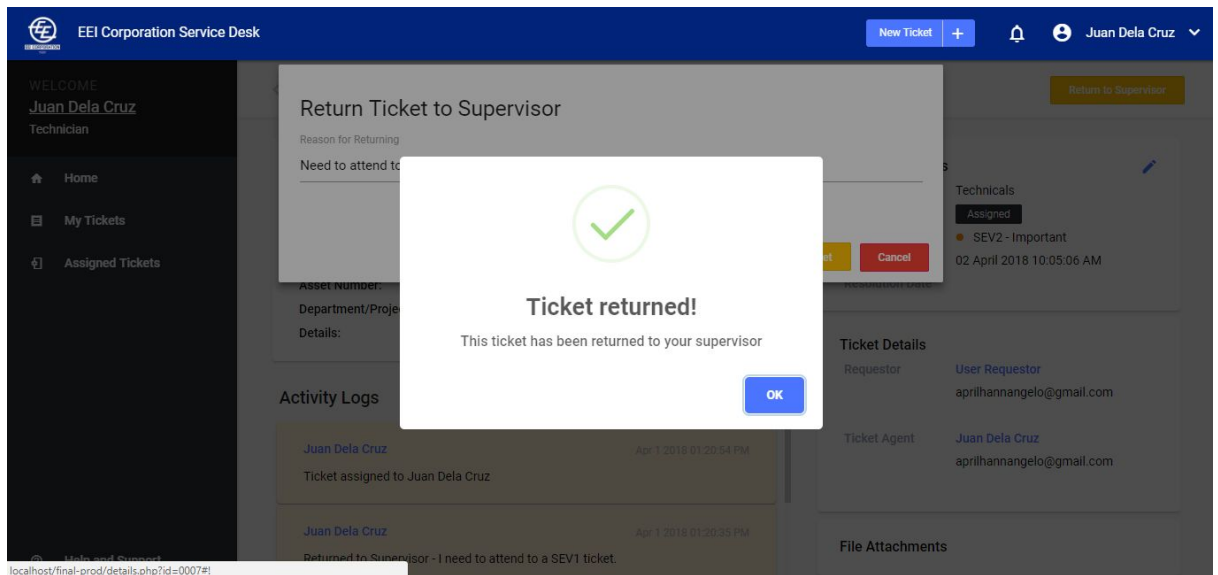 EEI Corporation Service Desk
New Ticket +
Juan Dela Cruz
WELCOME
Juan Dela Cruz
Technician
Home
My Tickets
Assigned Tickets
Help and Support
Return to Supervisor
Return Ticket to Supervisor
Reason for Returning
Need to attend to
Cancel
Ticket returned!
This ticket has been returned to your supervisor
OK
Asset Number:
Department/Proje
Details:
Activity Logs
Juan Dela Cruz Apr 1 2018 01:20:54 PM
Ticket assigned to Juan Dela Cruz
Juan Dela Cruz Apr 1 2018 01:20:35 PM
Returned to Supervisor - I need to attend to a SEV1 ticket.
Technicals
Assigned
SEV2 - Important
02 April 2018 10:05:06 AM
Resolution Date
Ticket Details
Requestor User Requestor
aprilhannangelo@gmail.com
Ticket Agent Juan Dela Cruz
aprilhannangelo@gmail.com
File Attachments
localhost/final-prod/details.php?id=0007#!